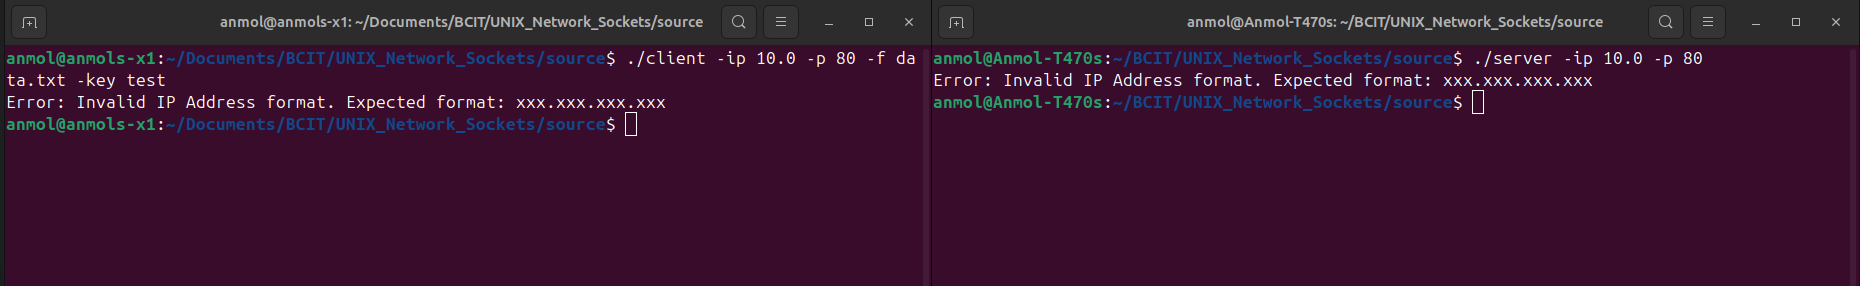 anmol@anmols-x1: ~/Documents/BCIT/UNIX_Network_Sockets/source
anmol@anmols-x1:~/Documents/BCIT/UNIX_Network_Sockets/source$ ./client -ip 10.0 -p 80 -f da
ta.txt -key test
Error: Invalid IP Address format. Expected format: xxx.xxx.xxx.xxx
anmol@anmols-x1:~/Documents/BCIT/UNIX_Network_Sockets/source$
anmol@Anmol-T470s: ~/BCIT/UNIX_Network_Sockets/source
anmol@Anmol-T470s:~/BCIT/UNIX_Network_Sockets/source$ ./server -ip 10.0 -p 80
Error: Invalid IP Address format. Expected format: xxx.xxx.xxx.xxx
anmol@Anmol-T470s:~/BCIT/UNIX_Network_Sockets/source$